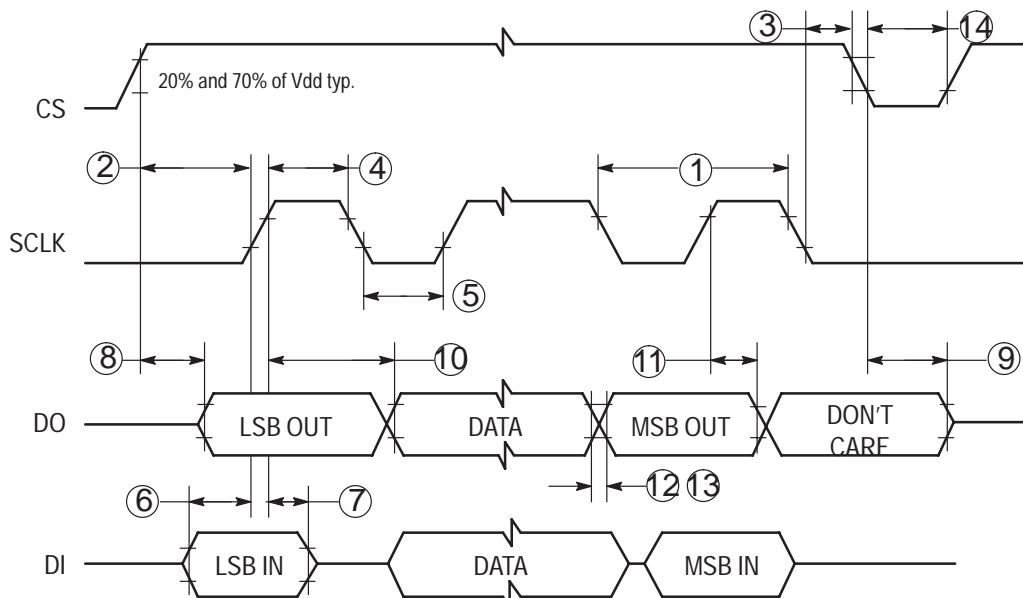 3
14
20% and 70% of Vdd typ.
CS
2
4
1
SCLK
5
8
10
11
9
DO
LSB OUT
DATA
MSB OUT
DON'T
CARE
6
7
12 13
DI
LSB IN
DATA
MSB IN